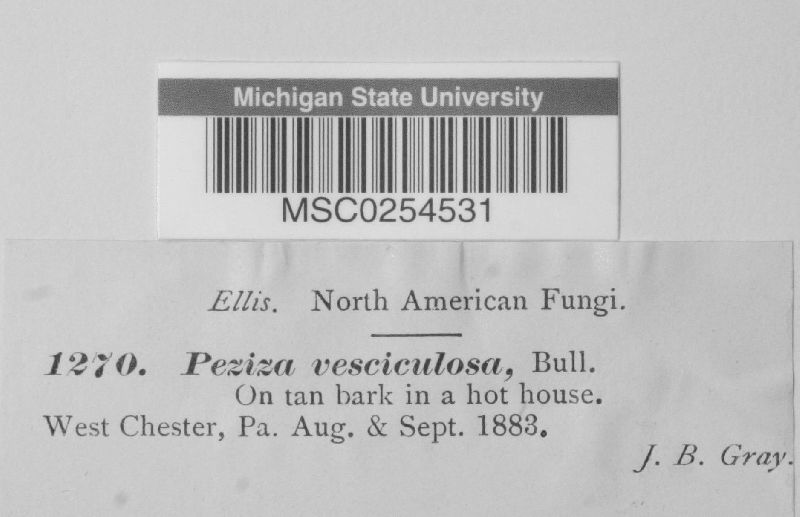 Michigan State University
MSC0254531
Ellis. North American Fungi.
1270. Peziza vesciculosa, Bull.
On tan bark in a hot house.
West Chester, Pa. Aug. & Sept. 1883.
J. B. Gray.